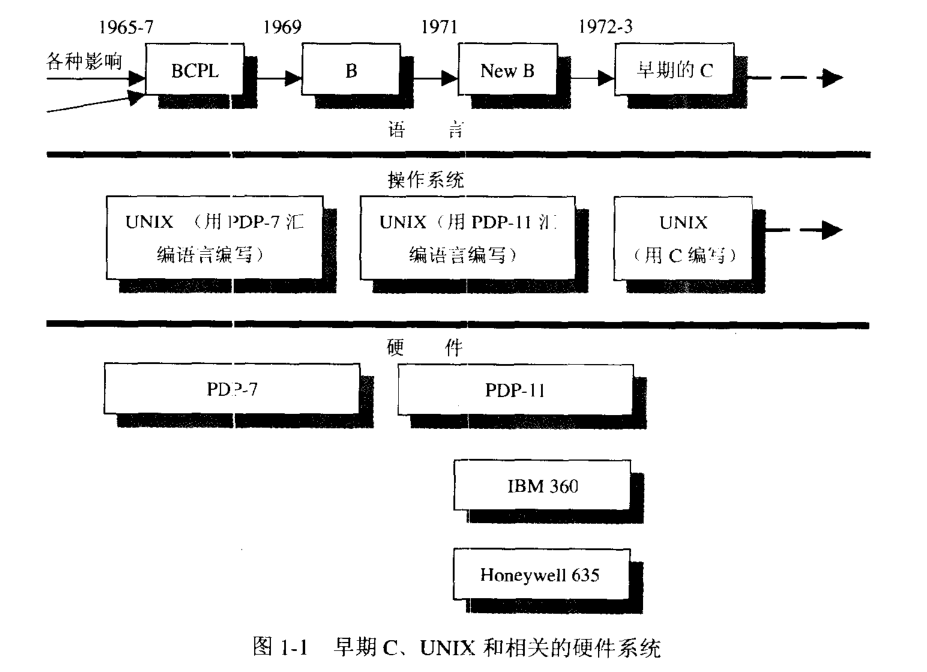 1965-7 1969 1971 1972-3
各种影响 BCPL B New B 早期的 C
语 言
操作系统
UNIX （用 PDP-7 汇 UNIX（用 PDP-11 汇 UNIX
编语言编写） 编语言编写） （用 C 编写）
硬 件
PDP-7 PDP-11
IBM 360
Honeywell 635
图 1-1 早期 C、UNIX 和相关的硬件系统